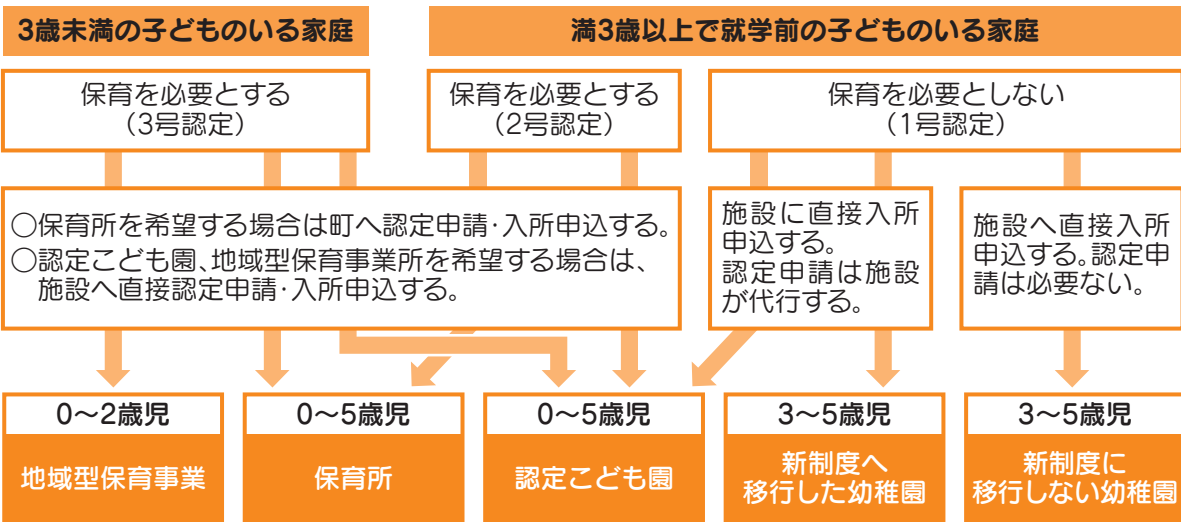 3歳未満の子どものいる家庭
満3歳以上で就学前の子どものいる家庭
保育を必要とする
（3号認定）
保育を必要とする
（2号認定）
保育を必要としない
（1号認定）
○保育所を希望する場合は町へ認定申請･入所申込する。
○認定こども園､地域型保育事業所を希望する場合は､
施設へ直接認定申請･入所申込する。
施設に直接入所
申込する。
認定申請は施設
が代行する。
施設へ直接入所
申込する｡認定申
請は必要ない。
0〜2歳児
地域型保育事業
0〜5歳児
保育所
0〜5歳児
認定こども園
3〜5歳児
新制度へ
移行した幼稚園
3〜5歳児
新制度に
移行しない幼稚園